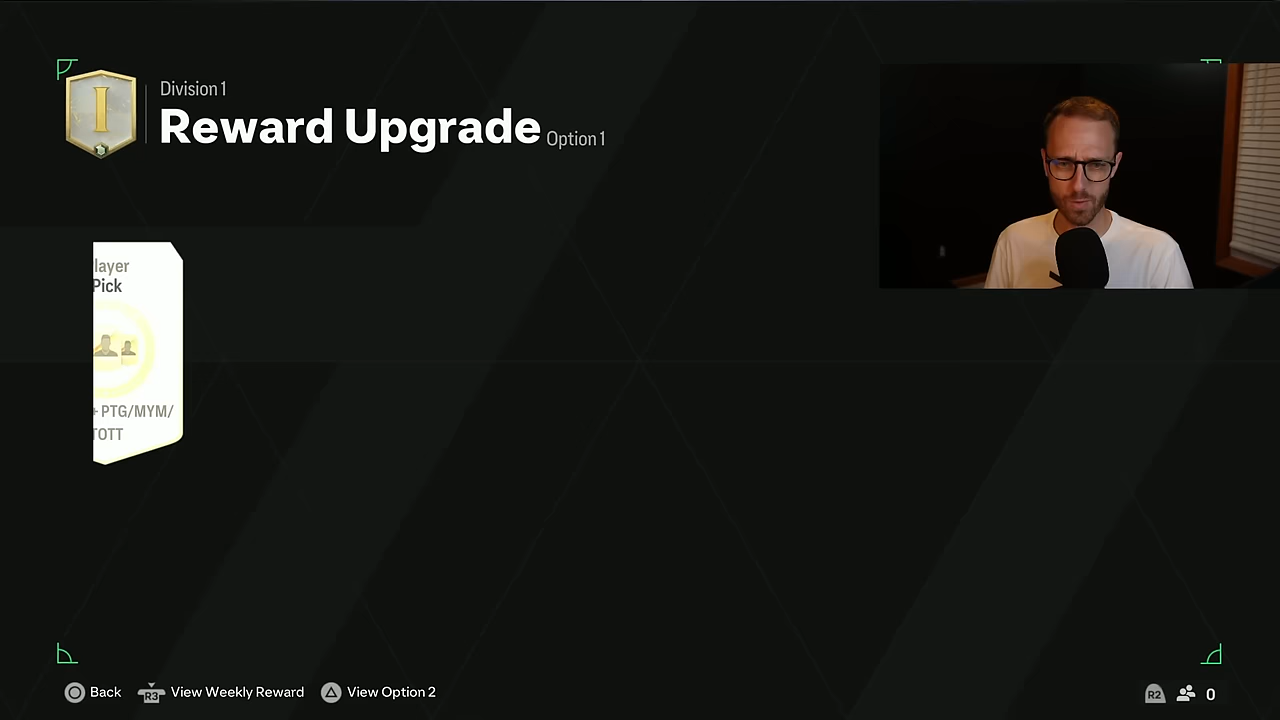 I
Division 1
Reward Upgrade Option 1
layer
Pick
+ PTG/MYM/
TOTT
Back R3 View Weekly Reward View Option 2
R2 0